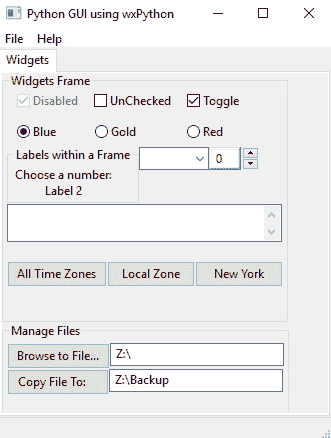 Python GUI using wxPython
File Help
Widgets
Widgets Frame
Disabled UnChecked Toggle
Blue Gold Red
Labels within a Frame 0
Choose a number:
Label 2
All Time Zones Local Zone New York
Manage Files
Browse to File... Z:\
Copy File To: Z:\Backup